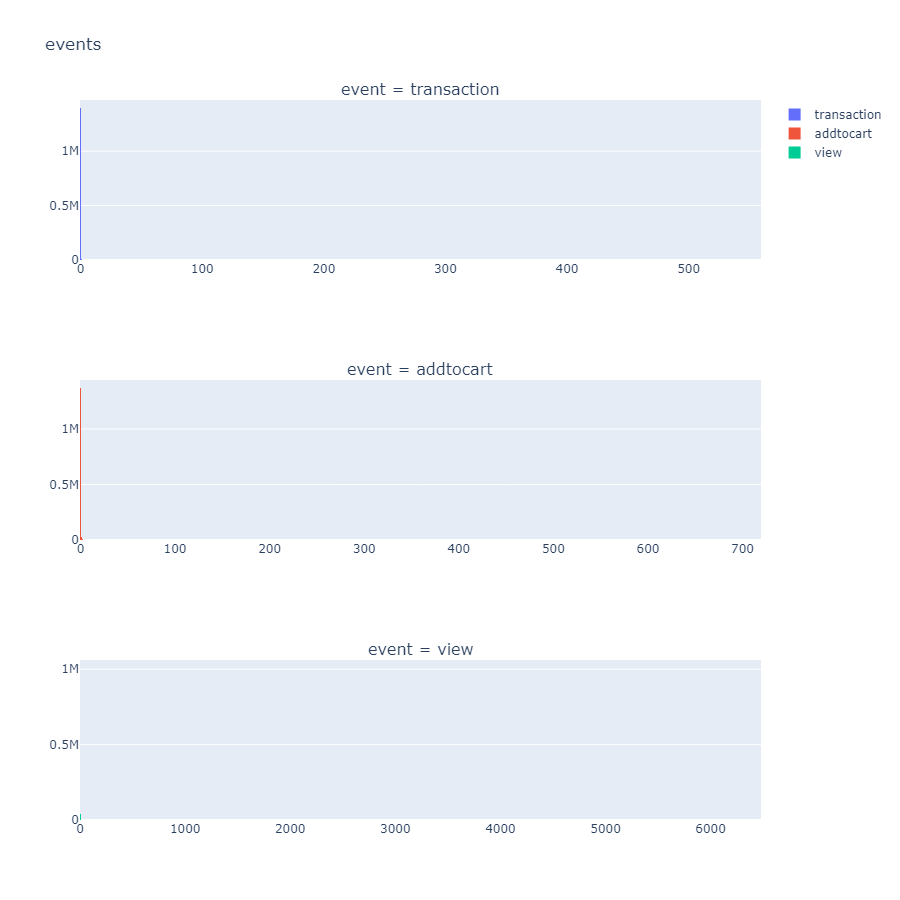 events
event = transaction
transaction
addtocart
view
1M
0.5M
0
0 100 200 300 400 500
event = addtocart
1M
0.5M
0
0 100 200 300 400 500 600 700
event = view
1M
0.5M
0
0 1000 2000 3000 4000 5000 6000